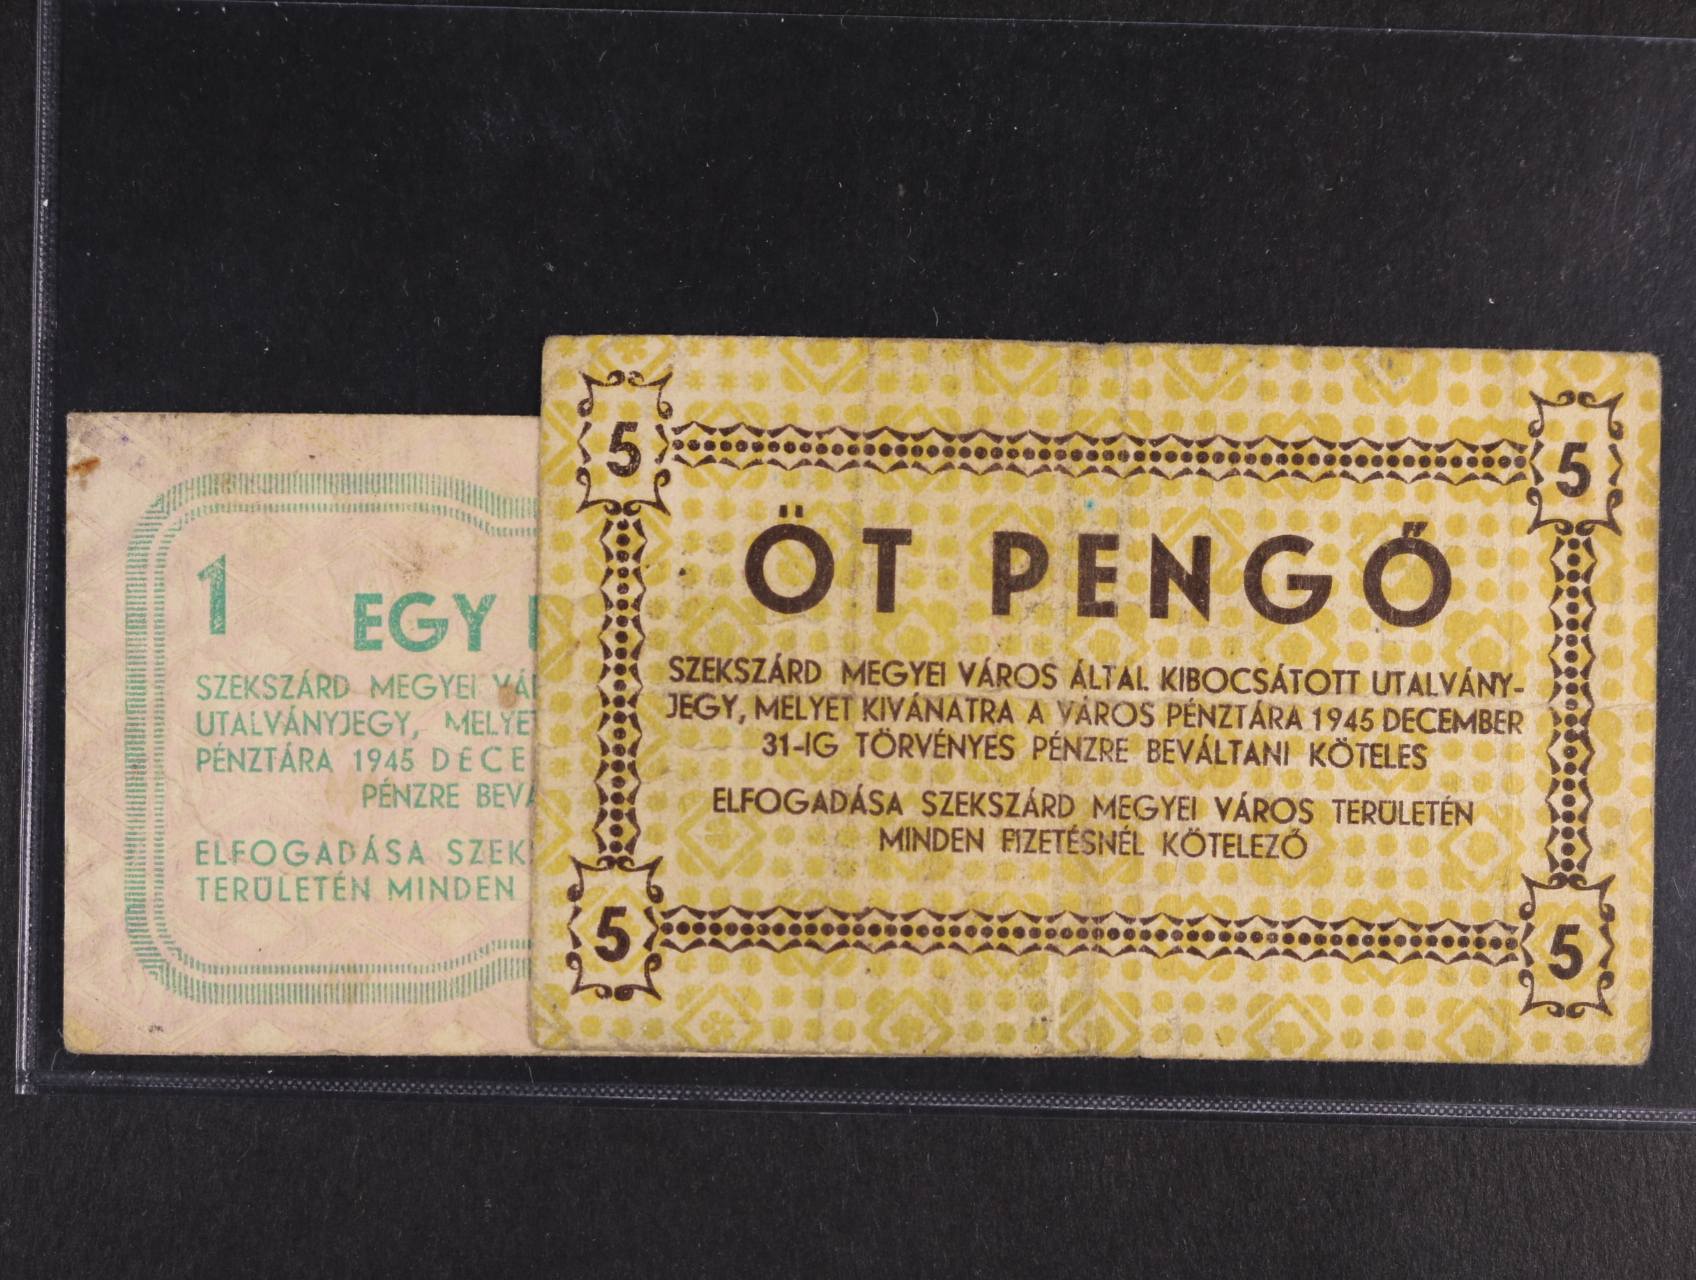 1
EGY
SZEKSZÁRD MEGYEI
UTALVÁNYJEGY, MELYET
PÉNZTÁRA 1945
PÉNZRE
ELFOGADÁSA
TERÜLETÉN MINDEN
5 5
ÖT PENGŐ
SZEKSZÁRD MEGYEI VÁROS ÁLTAL KIBOCSÁTOTT UTALVÁNY-
JEGY, MELYET KIVÁNATRA A VÁROS PÉNZTÁRA 1945 DECEMBER
31-IG TÖRVÉNYES PÉNZRE BEVÁLTANI KÖTELES
ELFOGADÁSA SZEKSZÁRD MEGYEI VÁROS TERÜLETÉN
MINDEN FIZETÉSNÉL KÖTELEZŐ
5 5